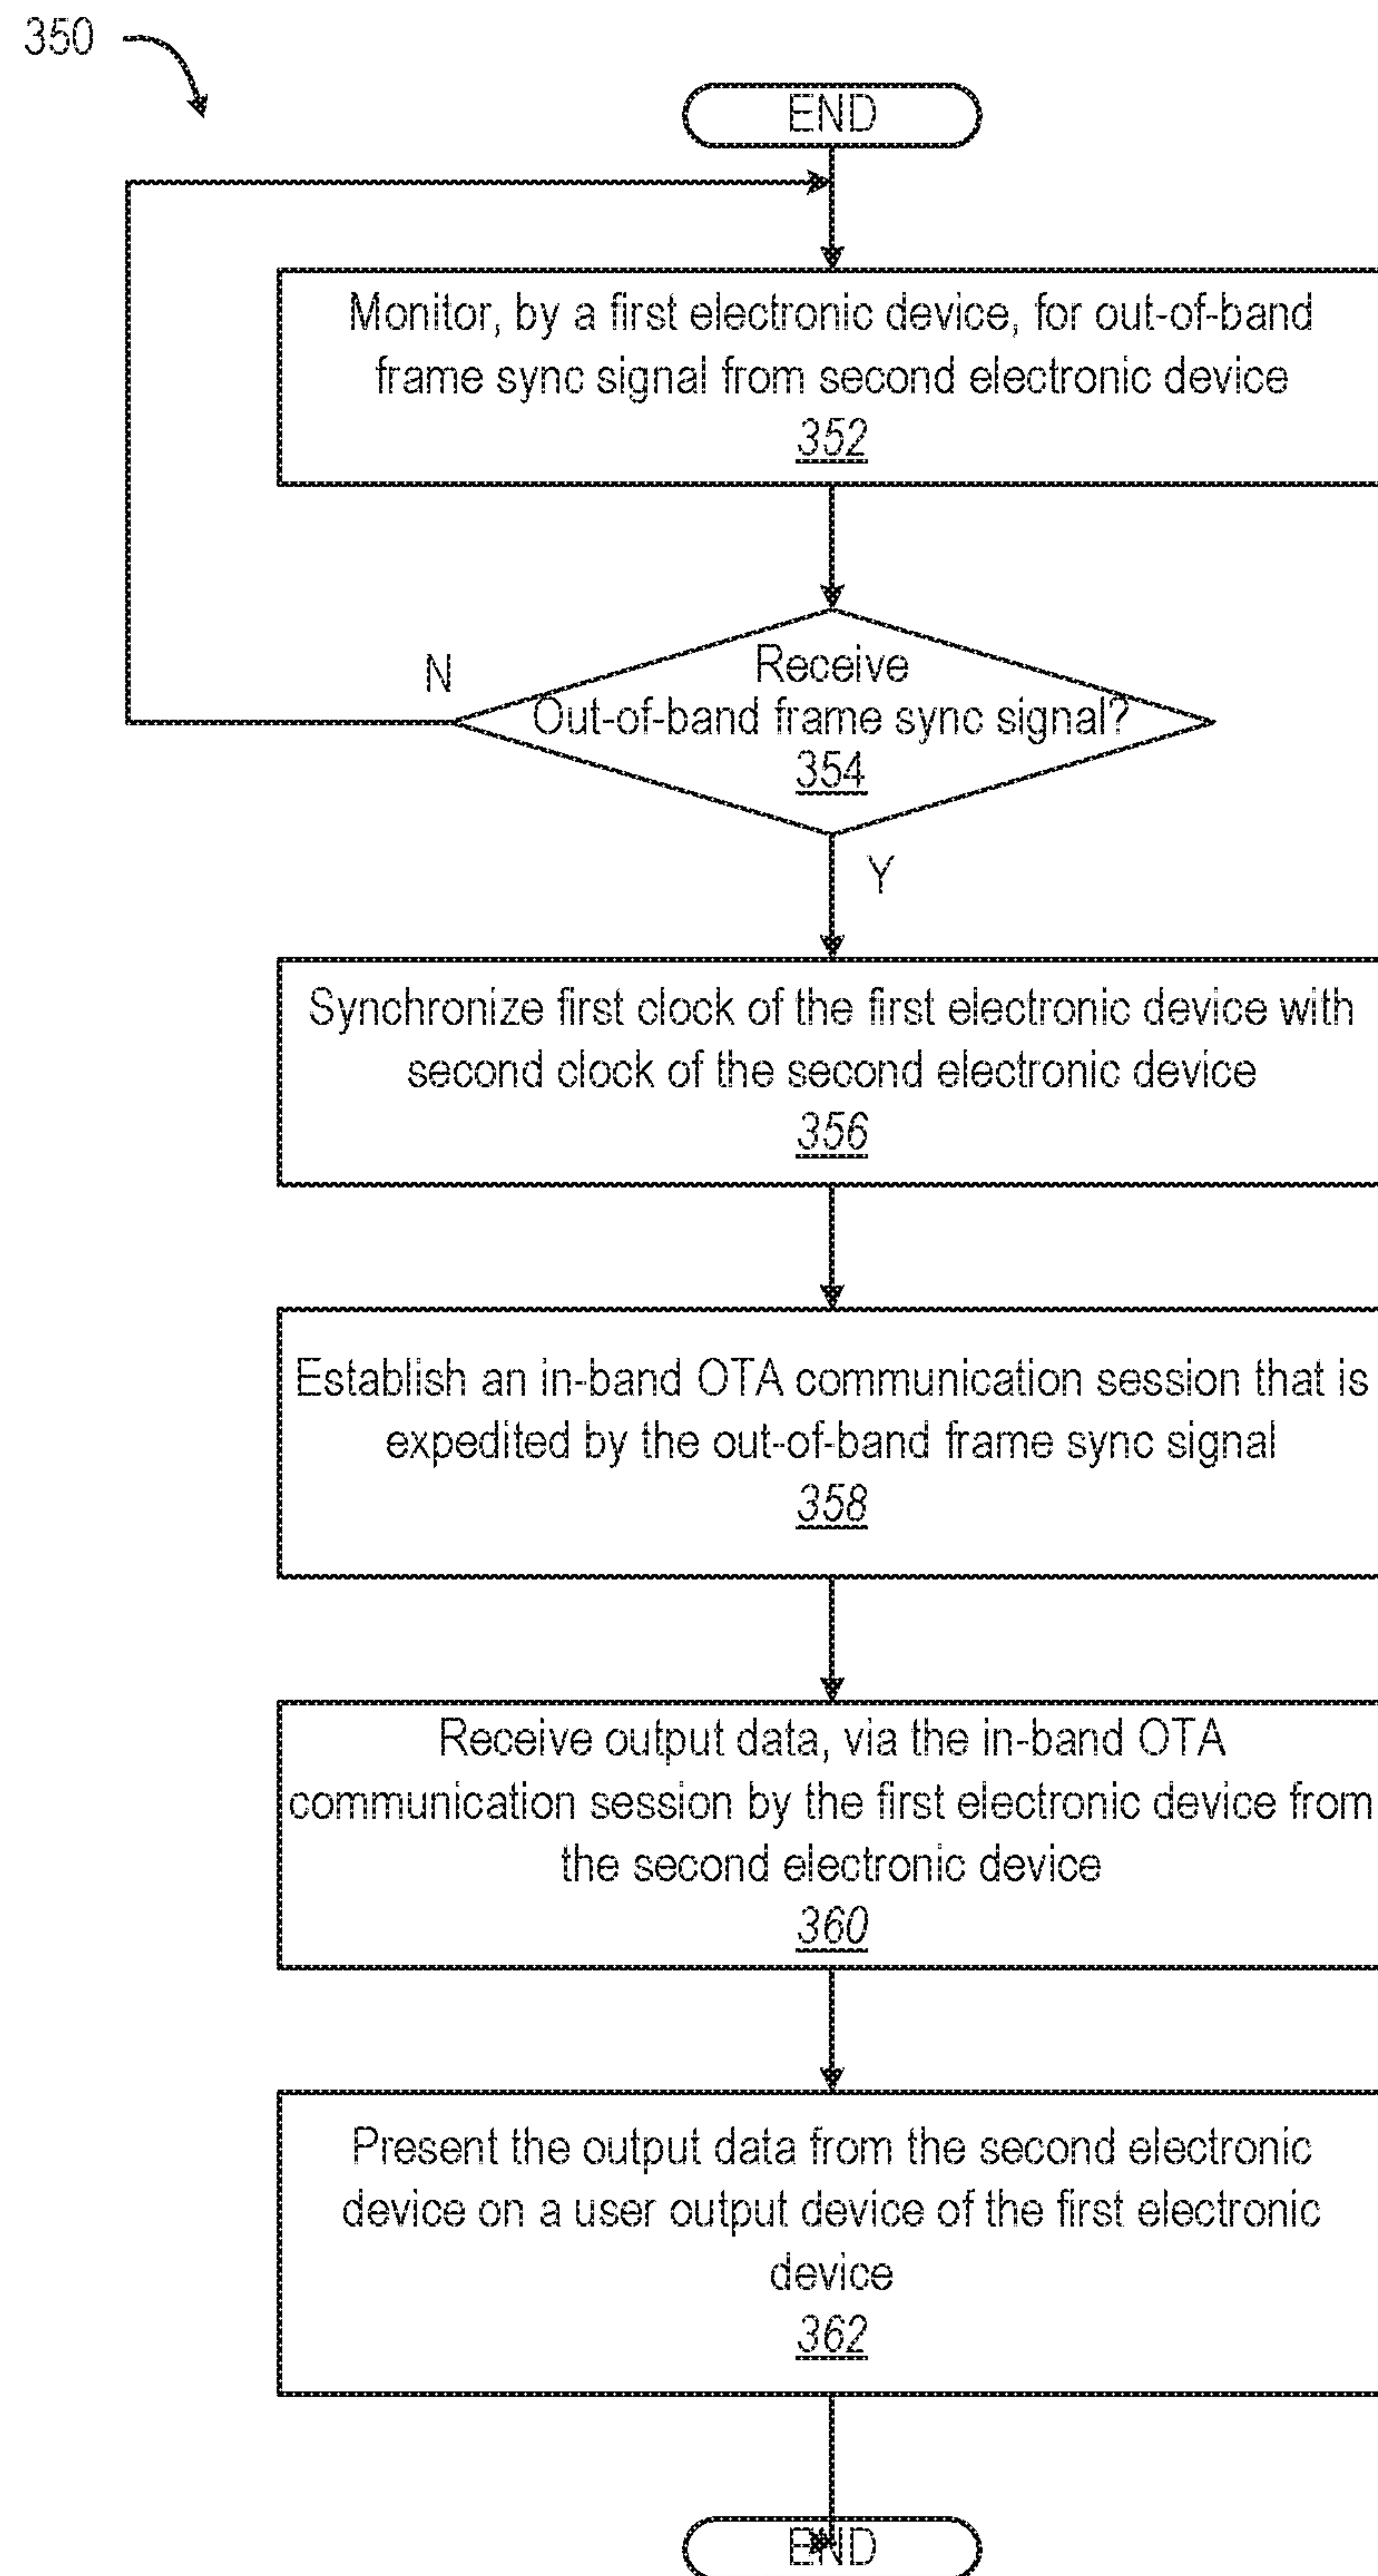 350
END
Monitor, by a first electronic device, for out-of-band
frame sync signal from second electronic device
352
Receive
Out-of-band frame sync signal?
354
N
Y
Synchronize first clock of the first electronic device with
second clock of the second electronic device
356
Establish an in-band OTA communication session that is
expedited by the out-of-band frame sync signal
358
Receive output data, via the in-band OTA
communication session by the first electronic device from
the second electronic device
360
Present the output data from the second electronic
device on a user output device of the first electronic
device
362
END